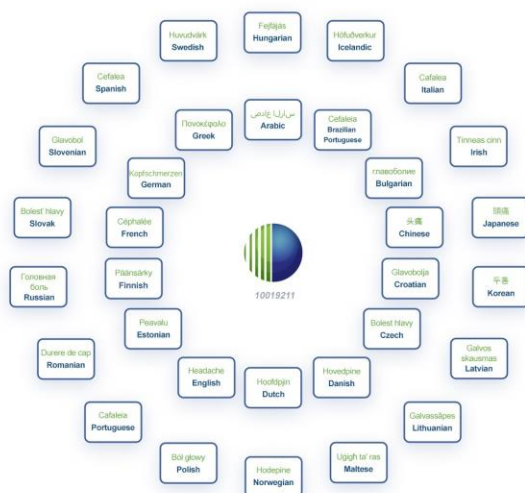 Fejfájás
Hungarian
Höfuðverkur
Icelandic
Cafalea
Italian
Tinneas cinn
Irish
頭痛
Japanese
두통
Korean
Galvos
skausmas
Latvian
Galvassāpes
Lithuanian
Uġigħ ta' ras
Maltese
Hodepine
Norwegian
Ból głowy
Polish
Cafaleia
Portuguese
Durere de cap
Romanian
Головная
боль
Russian
Bolesť hlavy
Slovak
Glavobol
Slovenian
Cefalea
Spanish
Huvudvärk
Swedish
صداع الراس
Arabic
Cefaleia
Brazilian
Portuguese
главоболие
Bulgarian
头痛
Chinese
Glavobolja
Croatian
Bolest hlavy
Czech
Hovedpine
Danish
Hoofdpijn
Dutch
Headache
English
Peavalu
Estonian
Päänsärky
Finnish
Céphalée
French
Kopfschmerzen
German
Πονοκέφαλο
Greek
10019211